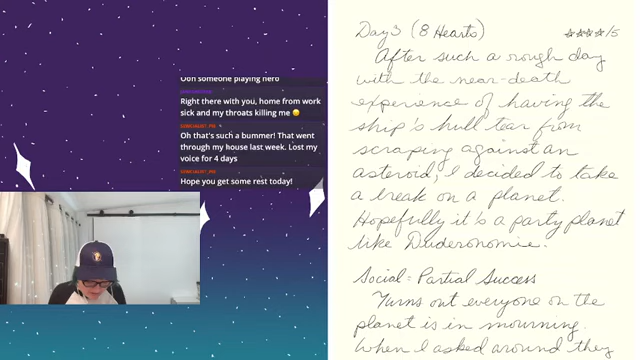 Ooh someone playing hero
Right there with you, home from work
sick and my throats killing me
Oh that's such a bummer! That went
through my house last week. Lost my
voice for 4 days
Hope you get some rest today!
Day 3 (8 Hearts) ☆☆☆☆/5
After such a rough day
with the near-death
experience of having the
ship's hull tear from
scraping against an
asteroid, I decided to take
a break on a planet.
Hopefully it's a party planet
like
Social = Partial Success
Turns out everyone on the
planet is in mourning.
When I asked around they